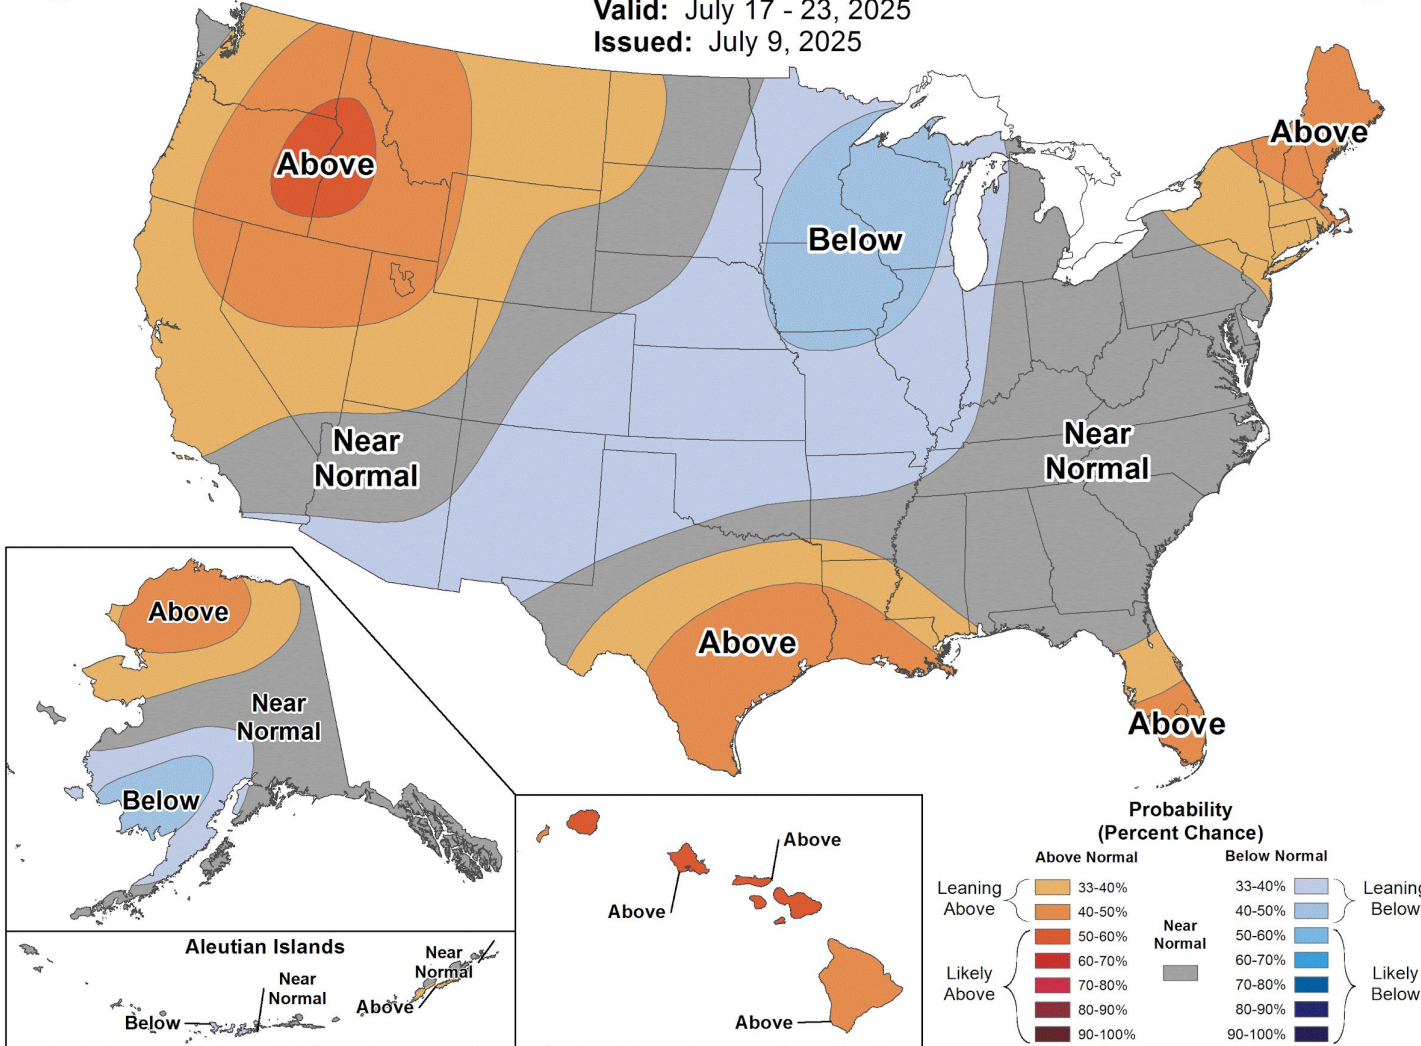 Valid: July 17 - 23, 2025
Issued: July 9, 2025
Above
Above
Below
Near
Normal
Near
Normal
Above
Above
Above
Near
Normal
Below
Above
Above
Above
Aleutian Islands
Near
Normal
Near
Normal
Above
Below
Probability
(Percent Chance)
Above Normal
Below Normal
Leaning
Above
33-40%
40-50%
Likely
Above
50-60%
60-70%
70-80%
80-90%
90-100%
Near
Normal
33-40%
40-50%
Leaning
Below
50-60%
60-70%
70-80%
80-90%
90-100%
Likely
Below